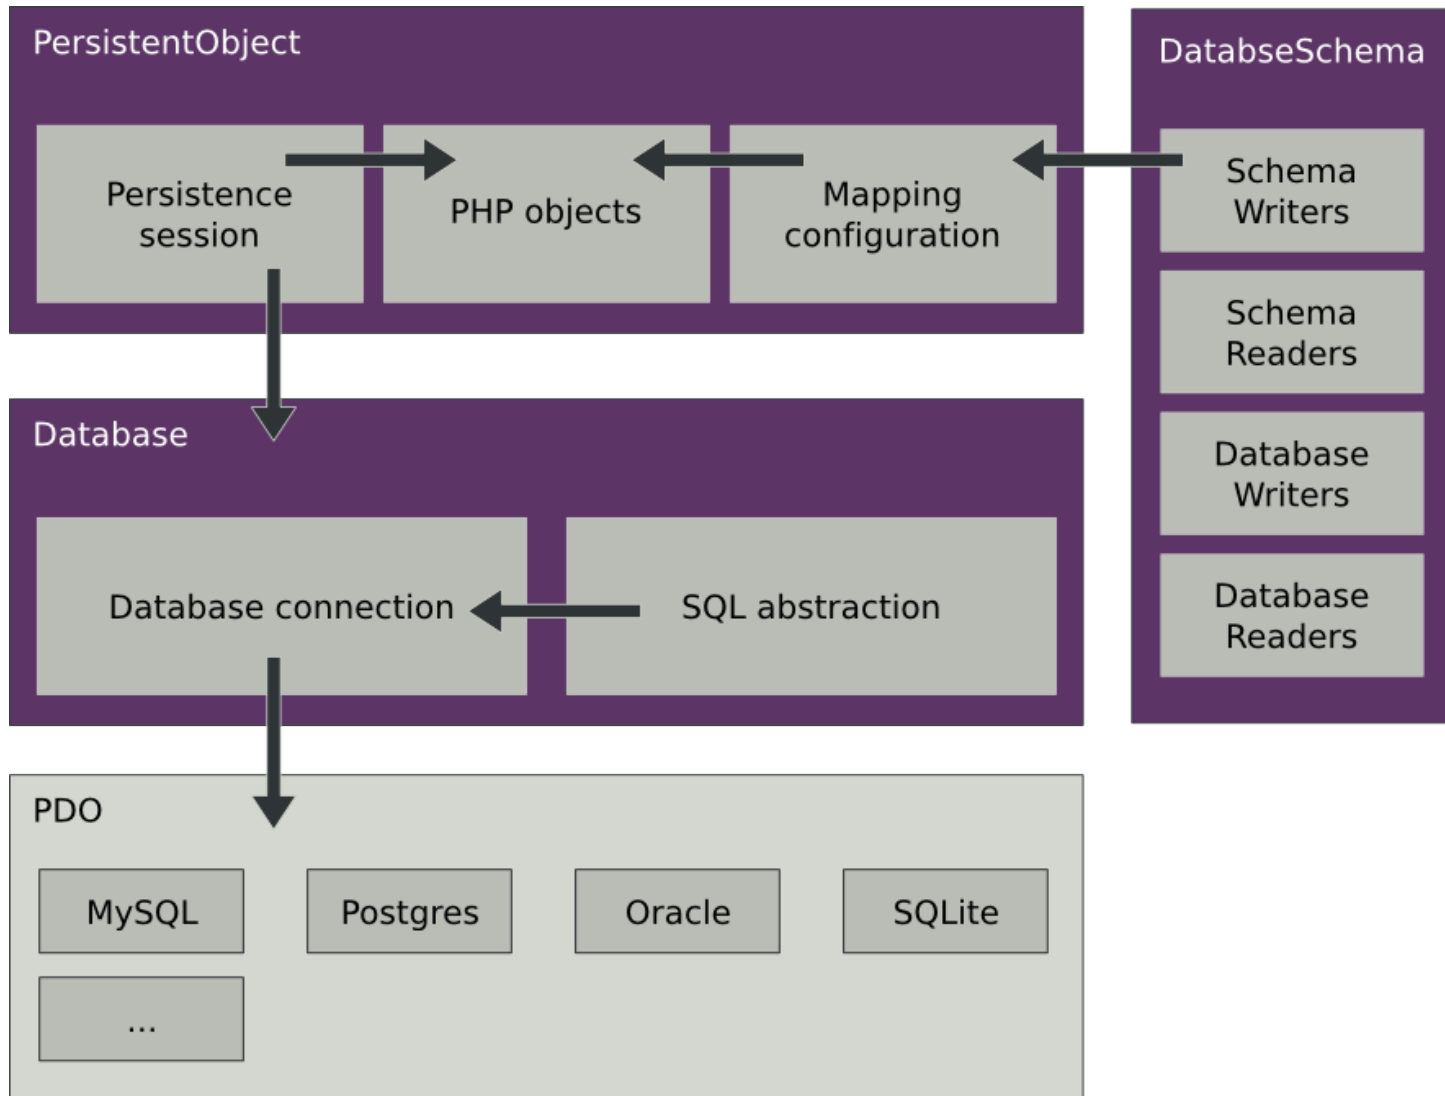 PersistentObject
Persistence
session
PHP objects
Mapping
configuration
DatabseSchema
Schema
Writers
Schema
Readers
Database
Writers
Database
Readers
Database
Database connection
SQL abstraction
PDO
MySQL
Postgres
Oracle
SQLite
...